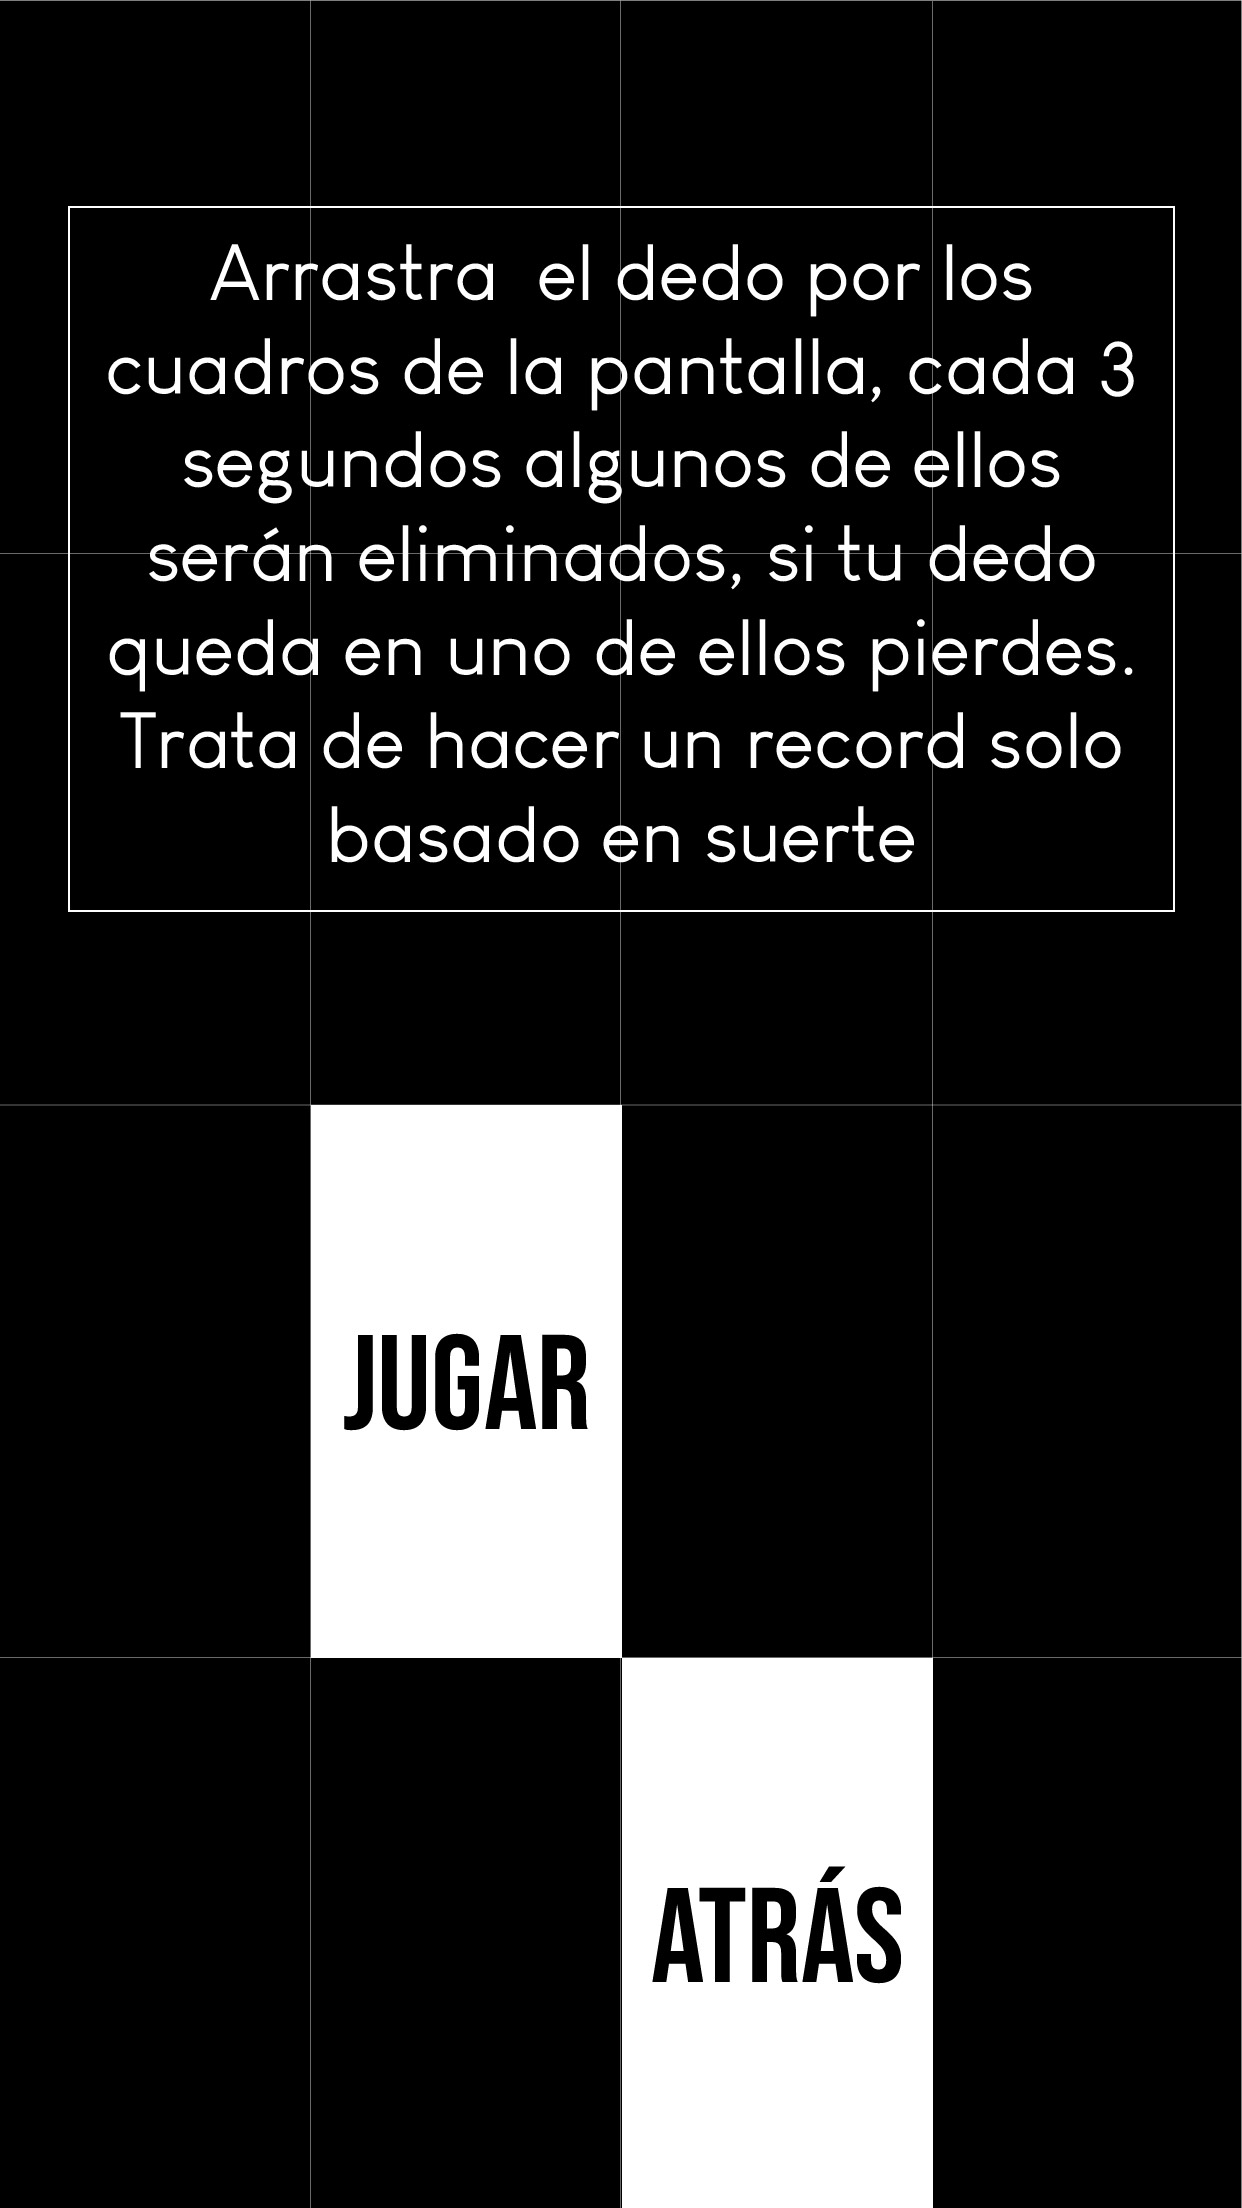 Arrastra  el dedo por los
cuadros de la pantalla, cada 3
segundos algunos de ellos
serán eliminados, si tu dedo
queda en uno de ellos pierdes.
Trata de hacer un record solo
basado en suerte
JUGAR
ATRÁS